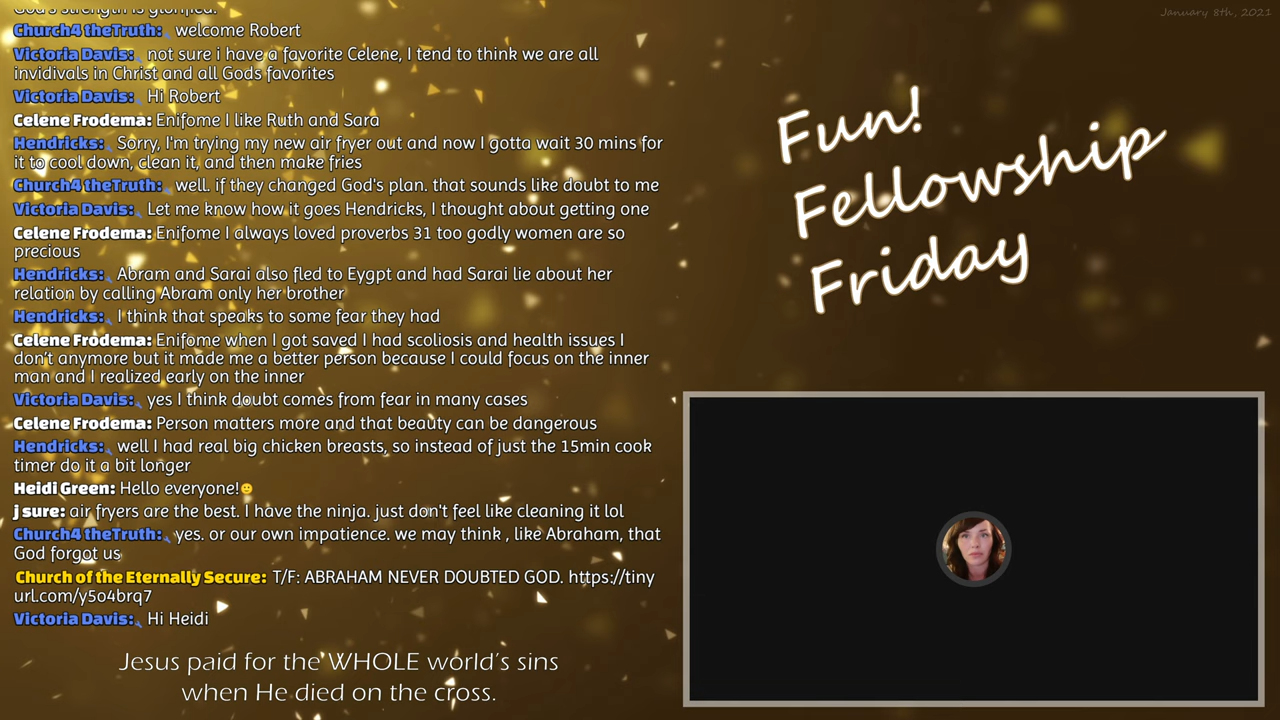 God's strength is glorified.
Church4 theTruth: welcome Robert
Victoria Davis: not sure i have a favorite Celene, I tend to think we are all
invidivals in Christ and all Gods favorites
Victoria Davis: Hi Robert
Celene Frodema: Enifome I like Ruth and Sara
Hendricks: Sorry, I'm trying my new air fryer out and now I gotta wait 30 mins for
it to cool down, clean it, and then make fries
Church4 theTruth: well. if they changed God's plan. that sounds like doubt to me
Victoria Davis: Let me know how it goes Hendricks, I thought about getting one
Celene Frodema: Enifome I always loved proverbs 31 too godly women are so
precious
Hendricks: Abram and Sarai also fled to Eygpt and had Sarai lie about her
relation by calling Abram only her brother
Hendricks: I think that speaks to some fear they had
Celene Frodema: Enifome when I got saved I had scoliosis and health issues I
don't anymore but it made me a better person because I could focus on the inner
man and I realized early on the inner
Victoria Davis: yes I think doubt comes from fear in many cases
Celene Frodema: Person matters more and that beauty can be dangerous
Hendricks: well I had real big chicken breasts, so instead of just the 15min cook
timer do it a bit longer
Heidi Green: Hello everyone!🙂
j sure: air fryers are the best. I have the ninja. just don't feel like cleaning it lol
Church4 theTruth: yes. or our own impatience. we may think , like Abraham, that
God forgot us
Church of the Eternally Secure: T/F: ABRAHAM NEVER DOUBTED GOD. https://tiny
url.com/y5o4brq7
Victoria Davis: Hi Heidi
Jesus paid for the WHOLE world's sins
when He died on the cross.
January 8th, 2021
Fun!
Fellowship
Friday